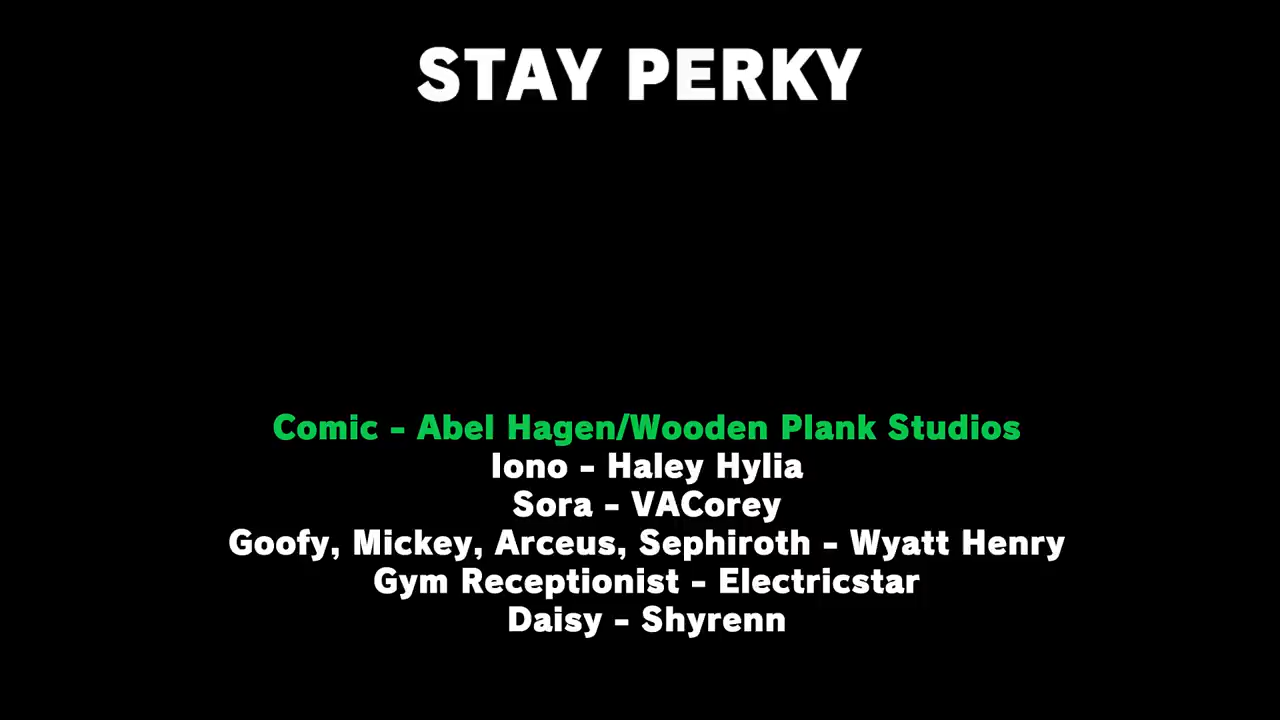 STAY PERKY
Comic - Abel Hagen/Wooden Plank Studios
Iono - Haley Hylia
Sora - VACorey
Goofy, Mickey, Arceus, Sephiroth - Wyatt Henry
Gym Receptionist - Electricstar
Daisy - Shyrenn